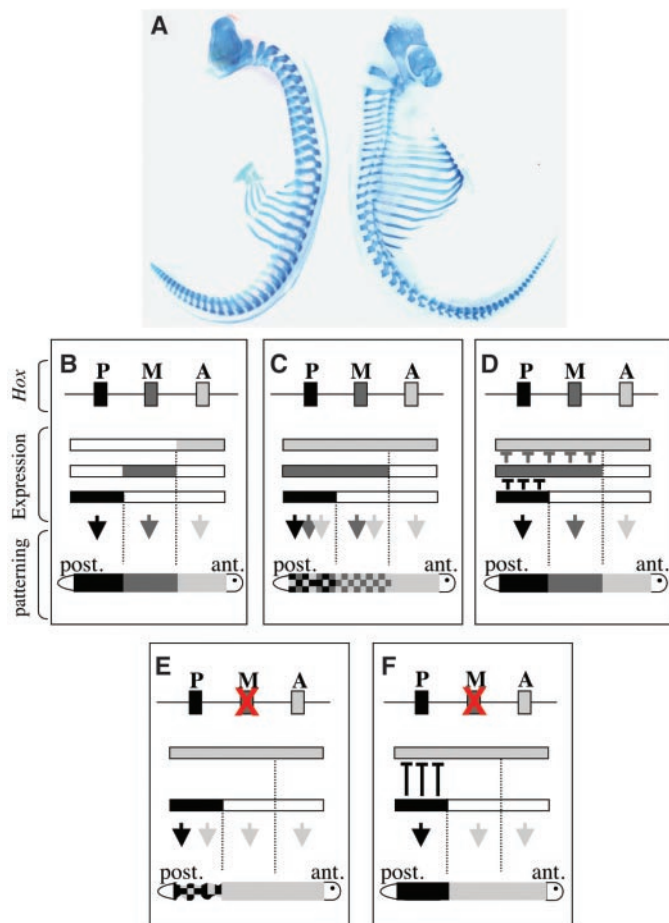 A
B
P M A
C
P M A
D
P M A
Hox
Expression
patterning
post. ant.
post. ant.
post. ant.
E
P M A
F
P M A
post. ant.
post. ant.